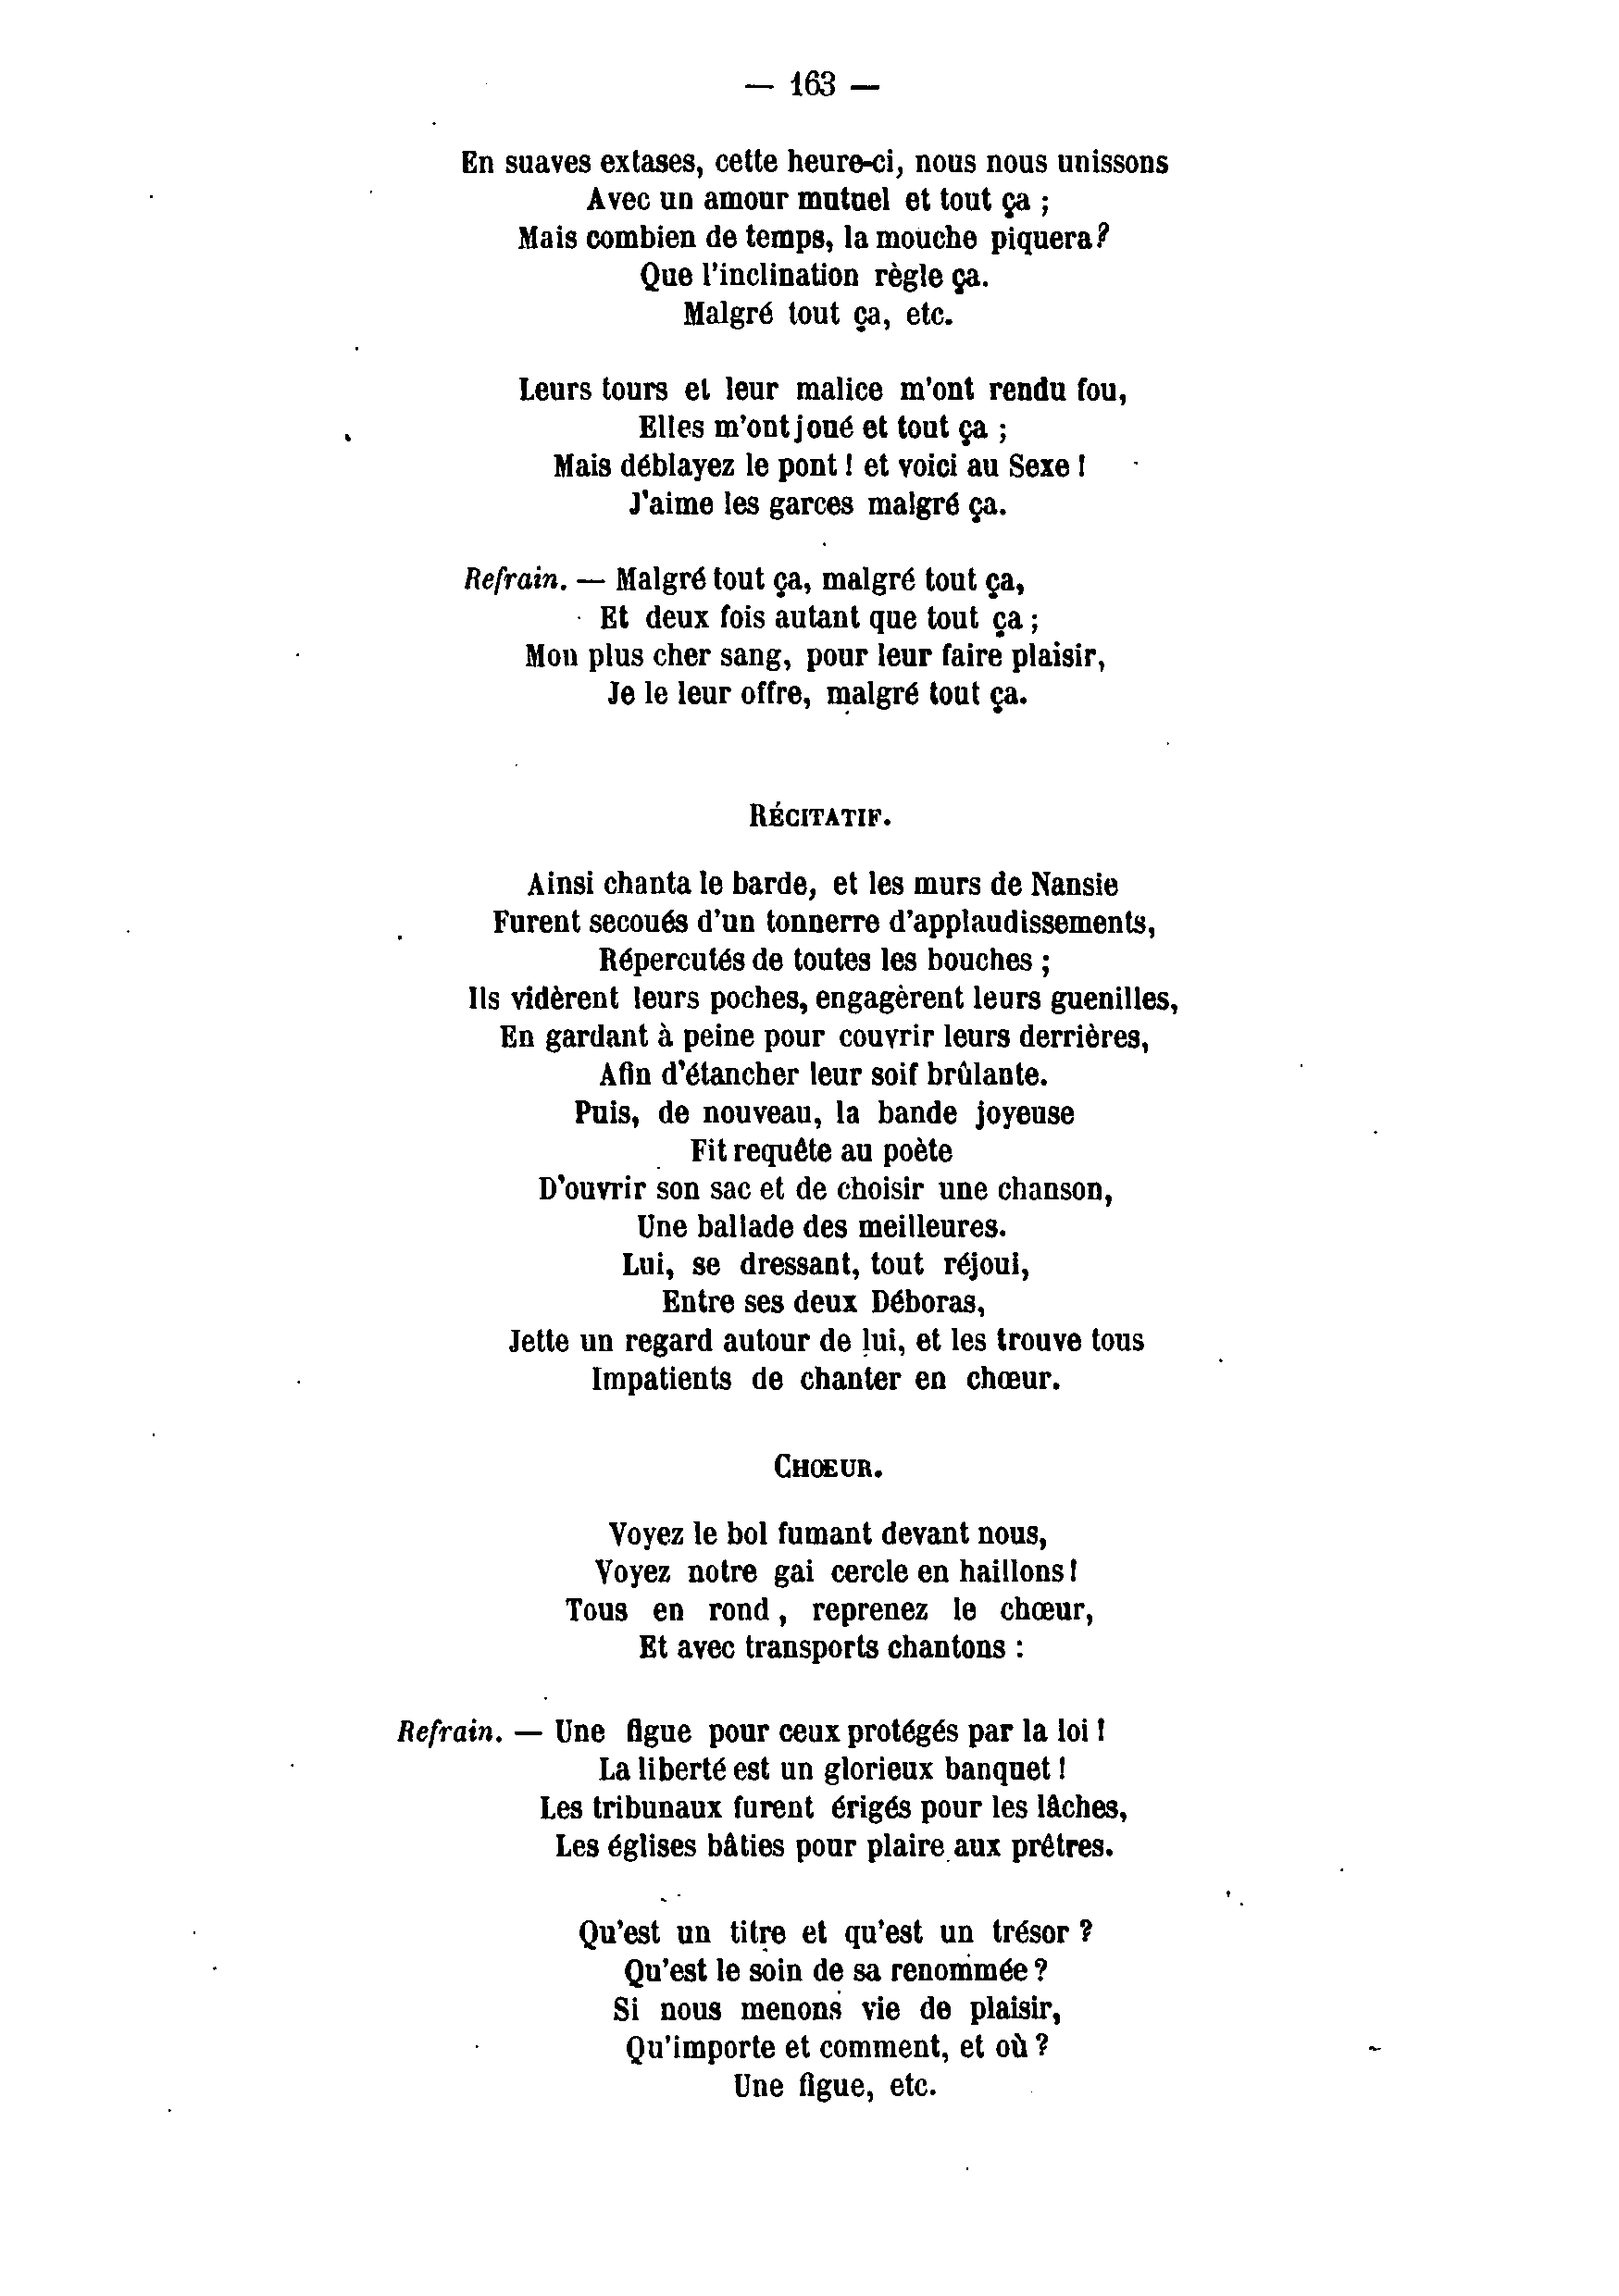 — 163 —
En suaves extases, cette heure-ci, nous nous unissons
Avec un amour mutuel et tout ça ;
Mais combien de temps, la mouche piquera?
Que l'inclination règle ça.
Malgré tout ça, etc.
Leurs tours et leur malice m'ont rendu fou,
Elles m'ont joué et tout ça ;
Mais déblayez le pont ! et voici au Sexe !
J'aime les garces malgré ça.
Refrain. — Malgré tout ça, malgré tout ça,
Et deux fois autant que tout ça ;
Mon plus cher sang, pour leur faire plaisir,
Je le leur offre, malgré tout ça.
RÉCITATIF.
Ainsi chanta le barde, et les murs de Nansie
Furent secoués d'un tonnerre d'applaudissements,
Répercutés de toutes les bouches ;
Ils vidèrent leurs poches, engagèrent leurs guenilles,
En gardant à peine pour couvrir leurs derrières,
Afin d'étancher leur soif brûlante.
Puis, de nouveau, la bande joyeuse
Fit requête au poète
D'ouvrir son sac et de choisir une chanson,
Une ballade des meilleures.
Lui, se dressant, tout réjoui,
Entre ses deux Déboras,
Jette un regard autour de lui, et les trouve tous
Impatients de chanter en chœur.
CHŒUR.
Voyez le bol fumant devant nous,
Voyez notre gai cercle en haillons !
Tous en rond, reprenez le chœur,
Et avec transports chantons :
Refrain. — Une figue pour ceux protégés par la loi !
La liberté est un glorieux banquet !
Les tribunaux furent érigés pour les lâches,
Les églises bâties pour plaire aux prêtres.
Qu'est un titre et qu'est un trésor ?
Qu'est le soin de sa renommée ?
Si nous menons vie de plaisir,
Qu'importe et comment, et où ?
Une figue, etc.